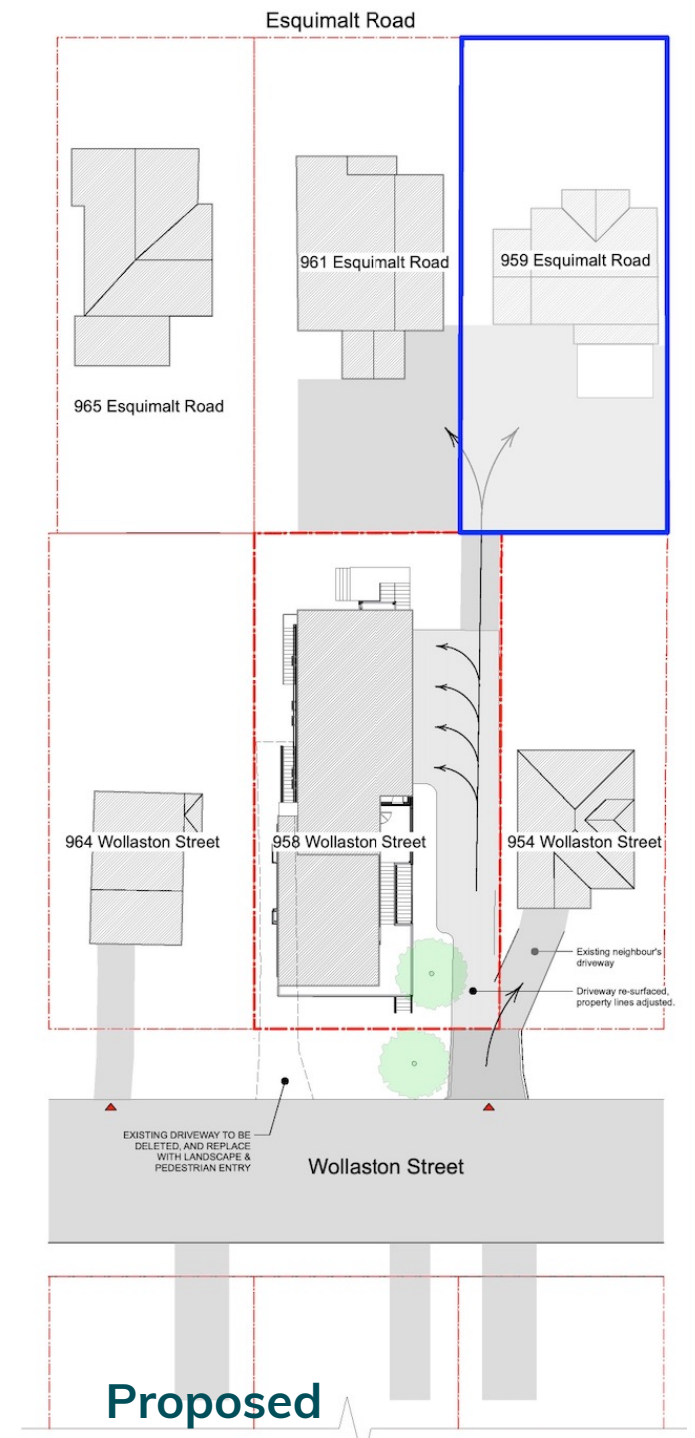 Esquimalt Road
961 Esquimalt Road
959 Esquimalt Road
965 Esquimalt Road
964 Wollaston Street
958 Wollaston Street
954 Wollaston Street
Existing neighbour's
driveway
Driveway re-surfaced,
property lines adjusted.
EXISTING DRIVEWAY TO BE
DELETED, AND REPLACE
WITH LANDSCAPE &
PEDESTRIAN ENTRY
Wollaston Street
Proposed